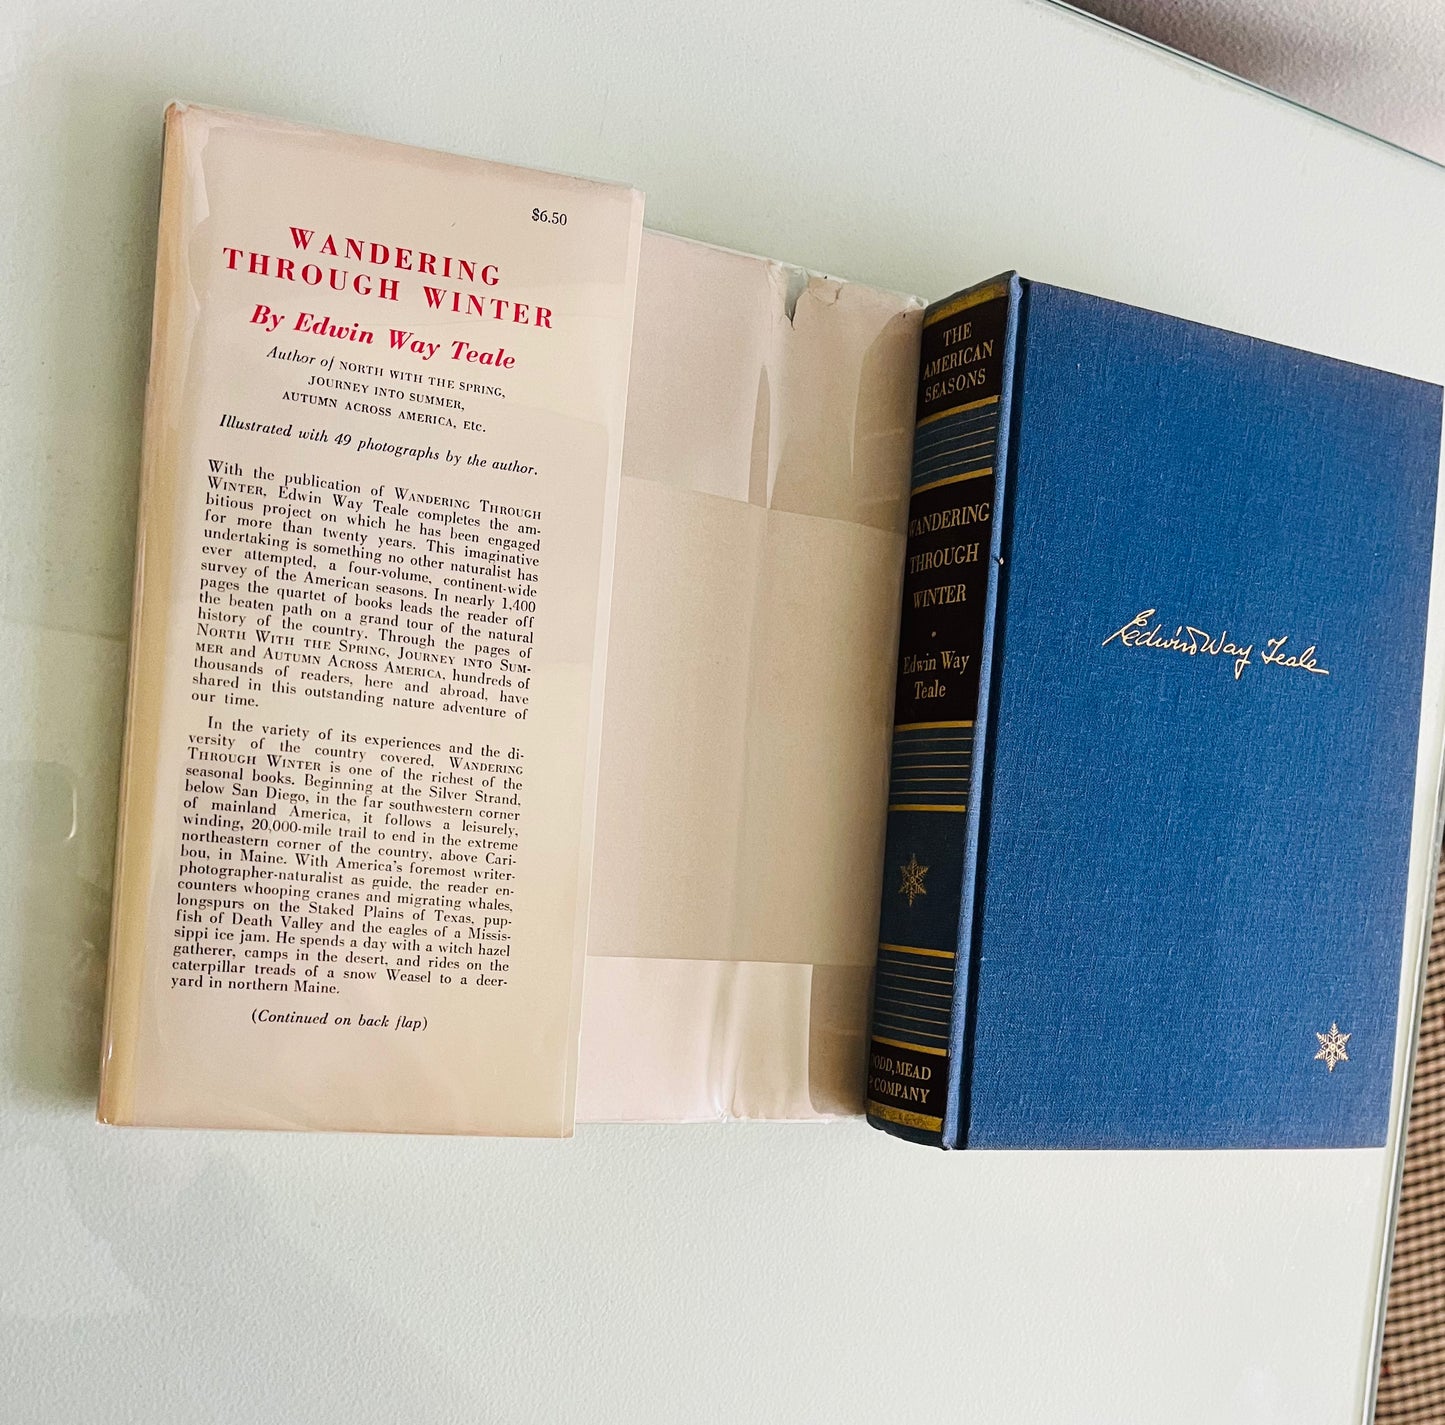 $6.50
WANDERING
THROUGH WINTER
By Edwin Way Teale
Author of NORTH WITH THE SPRING,
JOURNEY INTO SUMMER,
AUTUMN ACROSS AMERICA, Etc.
Illustrated with 49 photographs by the author.
With the publication of WANDERING THROUGH
WINTER, Edwin Way Teale completes the am-
bitious project on which he has been engaged
for more than twenty years. This imaginative
undertaking is something no other naturalist has
ever attempted, a four-volume, continent-wide
survey of the American seasons. In nearly 1,400
pages the quartet of books leads the reader off
the beaten path on a grand tour of the natural
history of the country. Through the pages of
NORTH WITH THE SPRING, JOURNEY INTO SUM-
MER and AUTUMN ACROSS AMERICA, hundreds of
thousands of readers, here and abroad, have
shared in this outstanding nature adventure of
our time.
In the variety of its experiences and the di-
versity of the country covered, WANDERING
THROUGH WINTER is one of the richest of the
seasonal books. Beginning at the Silver Strand,
below San Diego, in the far southwestern corner
of mainland America, it follows a leisurely,
winding, 20,000-mile trail to end in the extreme
northeastern corner of the country, above Cari-
bou, in Maine. With America's foremost writer-
photographer-naturalist as guide, the reader en-
counters whooping cranes and migrating whales,
longspurs on the Staked Plains of Texas, pup-
fish of Death Valley and the eagles of a Missis-
sippi ice jam. He spends a day with a witch hazel
gatherer, camps in the desert, and rides on the
caterpillar treads of a snow Weasel to a deer-
yard in northern Maine.
(Continued on back flap)
THE
AMERICAN
SEASONS
WANDERING
THROUGH
WINTER
Edwin Way
Teale
DODD, MEAD
& COMPANY
Edwin Way Teale